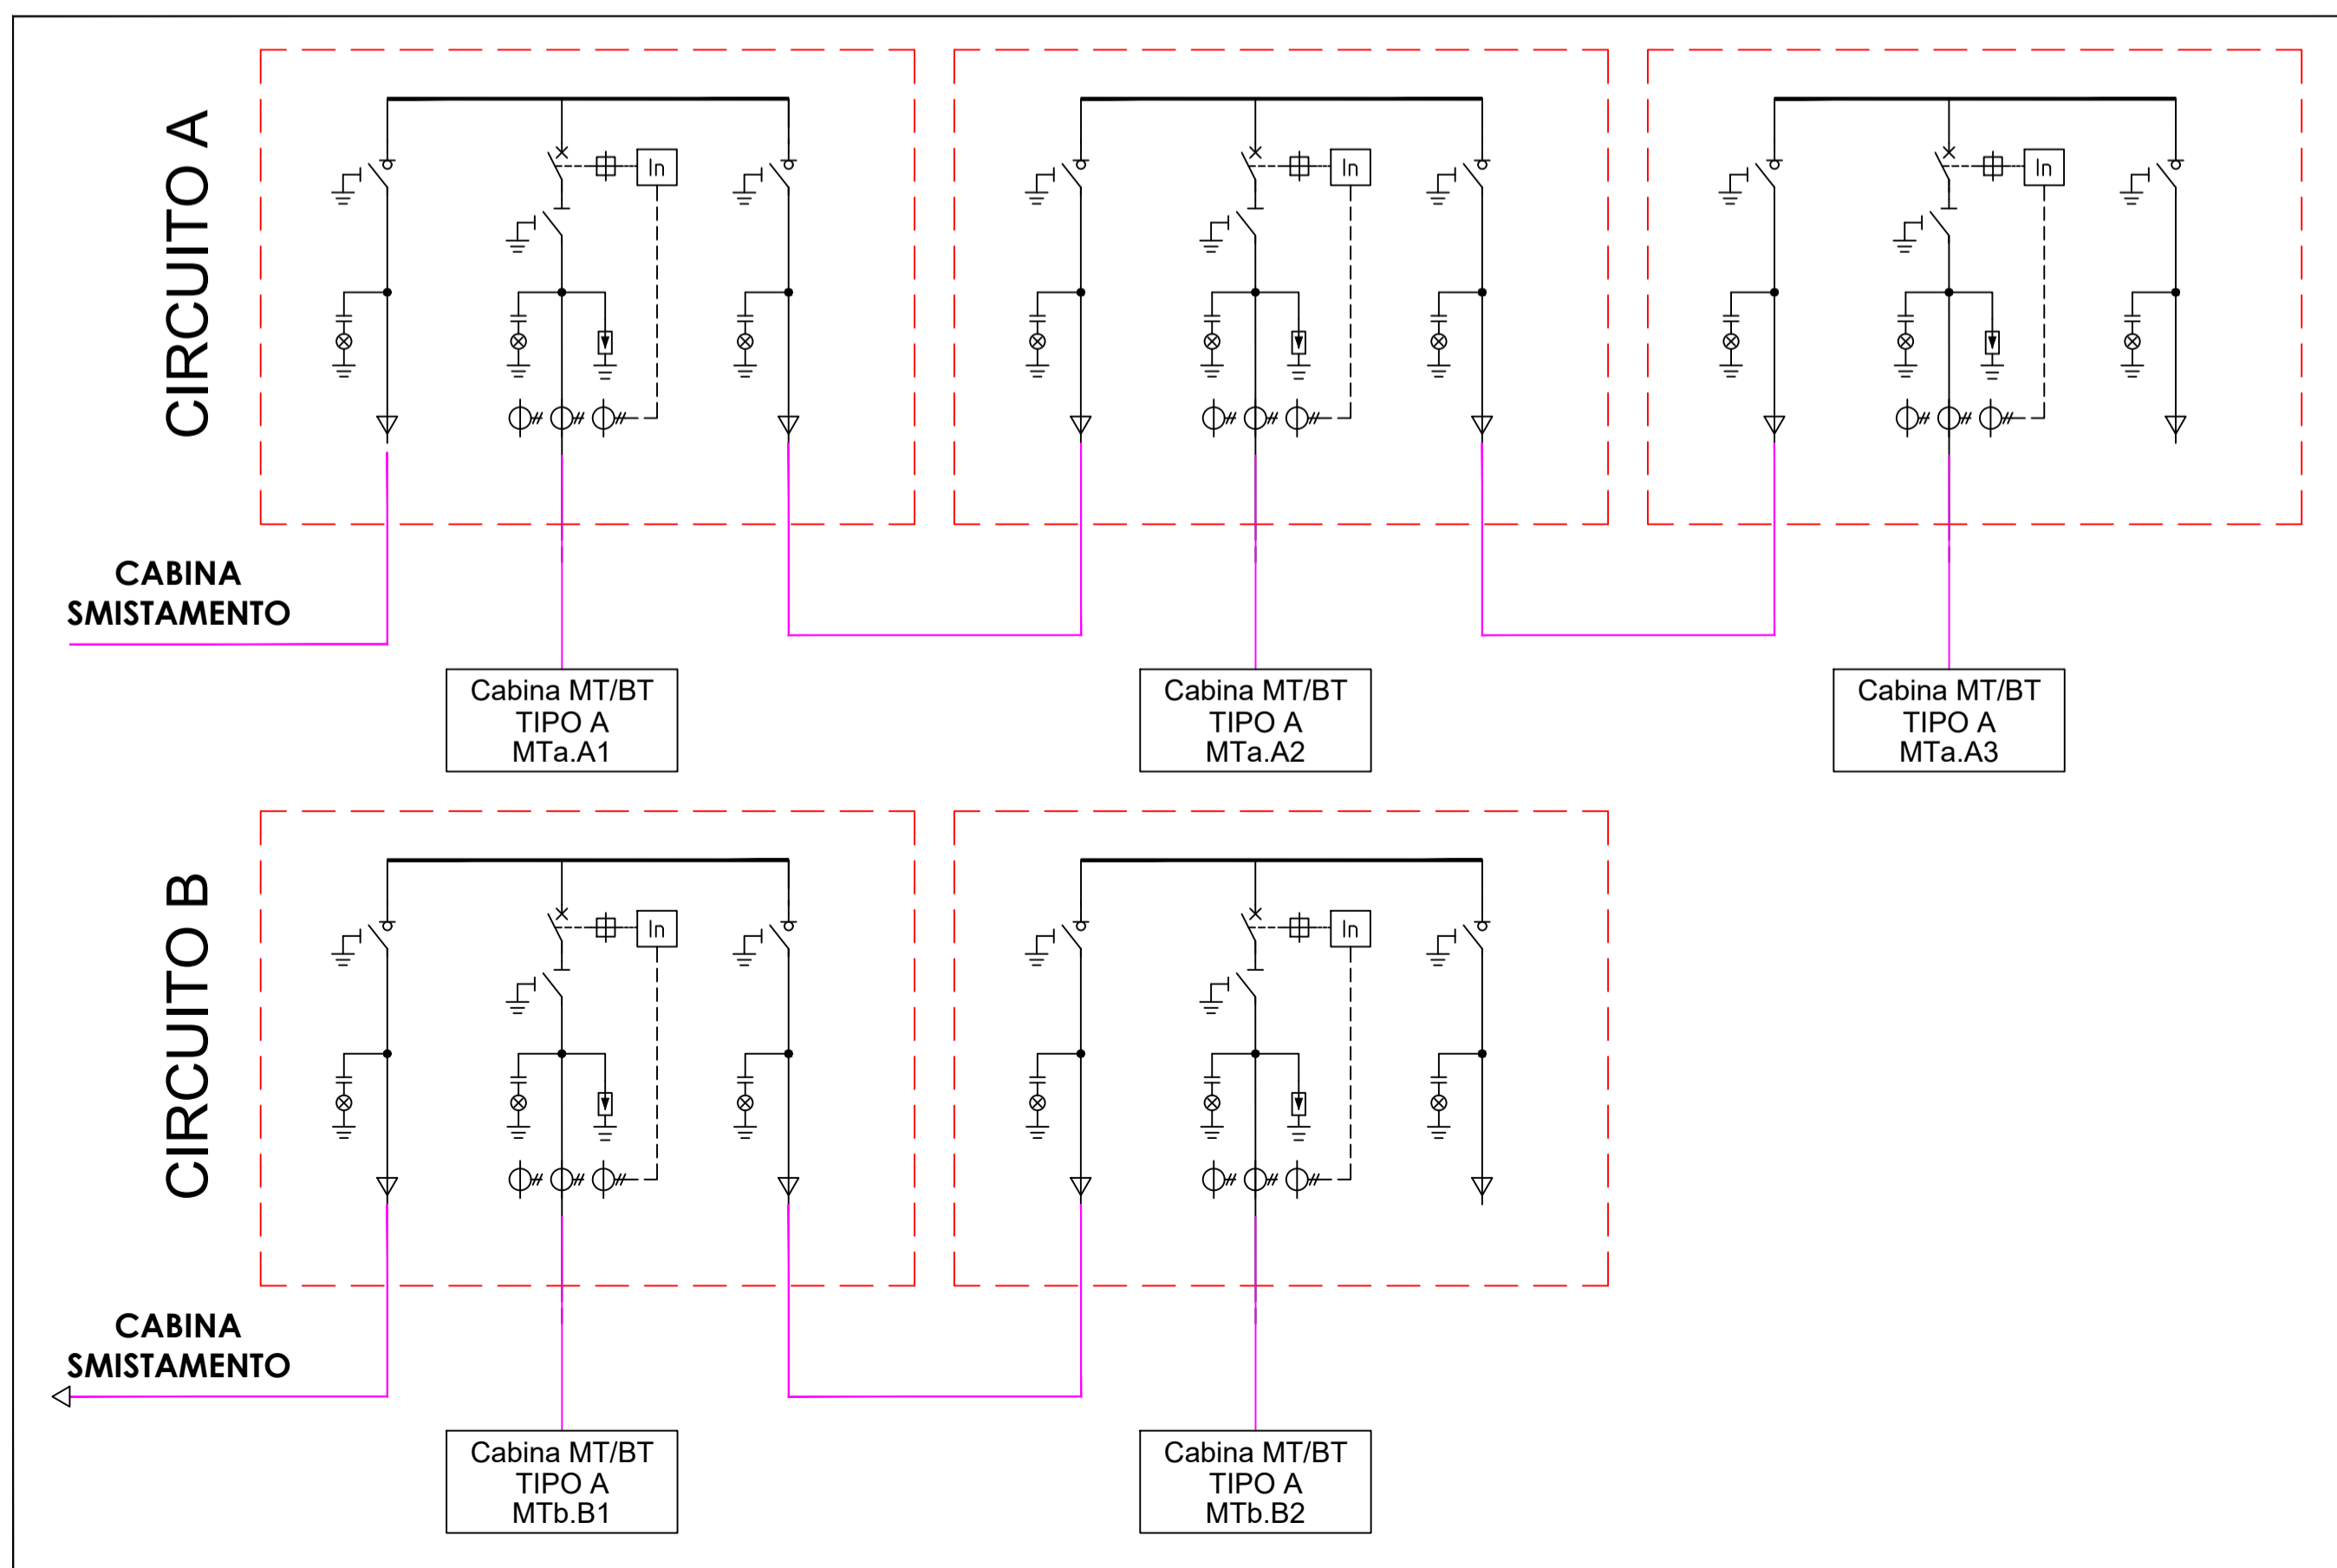 CIRCUITO A
In
In
In
CABINA
SMISTAMENTO
Cabina MT/BT
TIPO A
MTa.A1
Cabina MT/BT
TIPO A
MTa.A2
Cabina MT/BT
TIPO A
MTa.A3
CIRCUITO B
In
In
CABINA
SMISTAMENTO
Cabina MT/BT
TIPO A
MTb.B1
Cabina MT/BT
TIPO A
MTb.B2